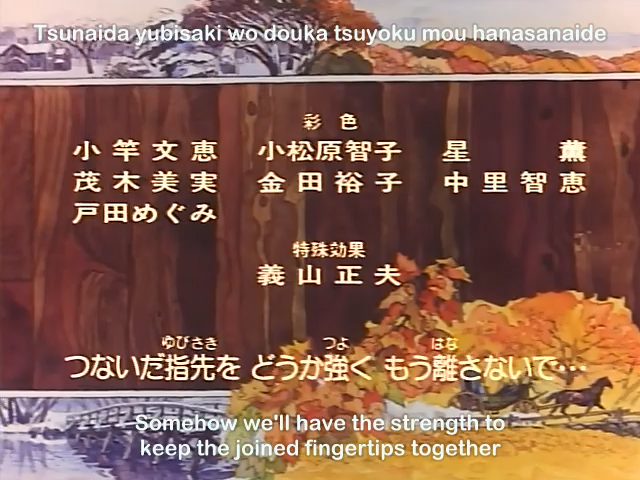 Tsunaida yubisaki wo douka tsuyoku mou hanasanaide
彩色
小竿文恵 小松原智子 星薫
茂木美実 金田裕子 中里智恵
戸田めぐみ
特殊効果
義山正夫
ゆびさき つよ はな
つないだ指先を どうか強く もう離さないで…
Somehow we'll have the strength to
keep the joined fingertips together